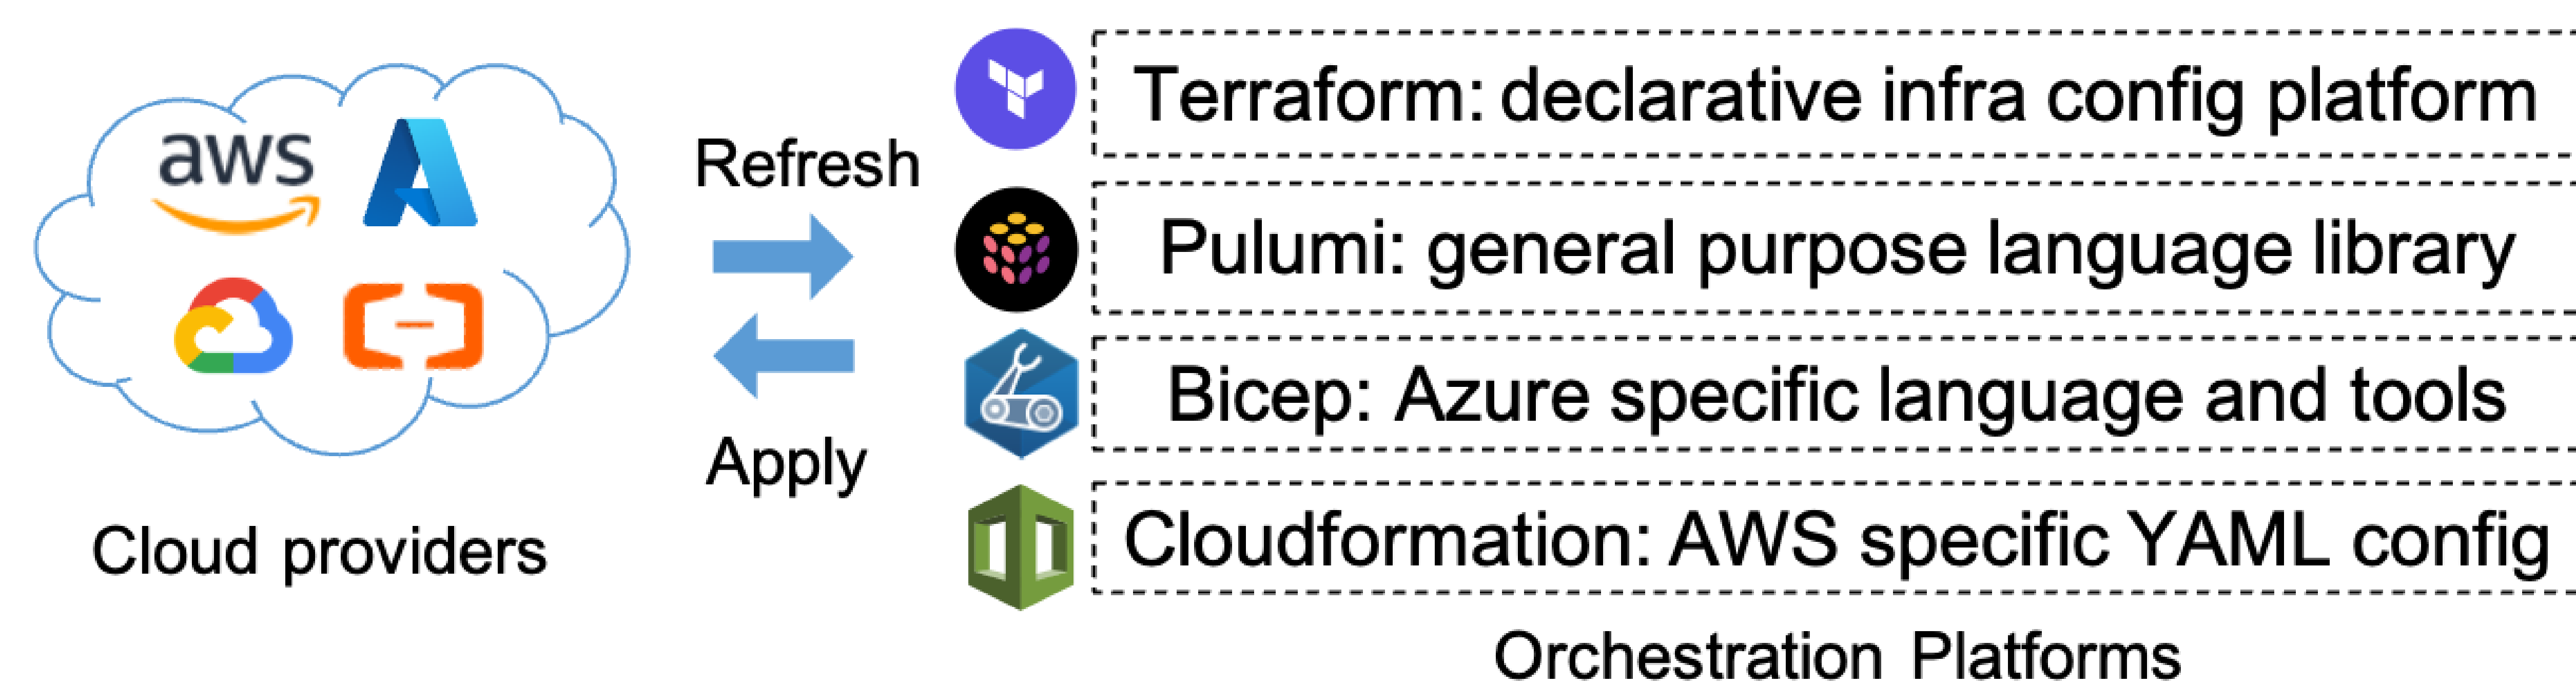 aws
Cloud providers
Refresh
Apply
Terraform: declarative infra config platform
Pulumi: general purpose language library
Bicep: Azure specific language and tools
Cloudformation: AWS specific YAML config
Orchestration Platforms